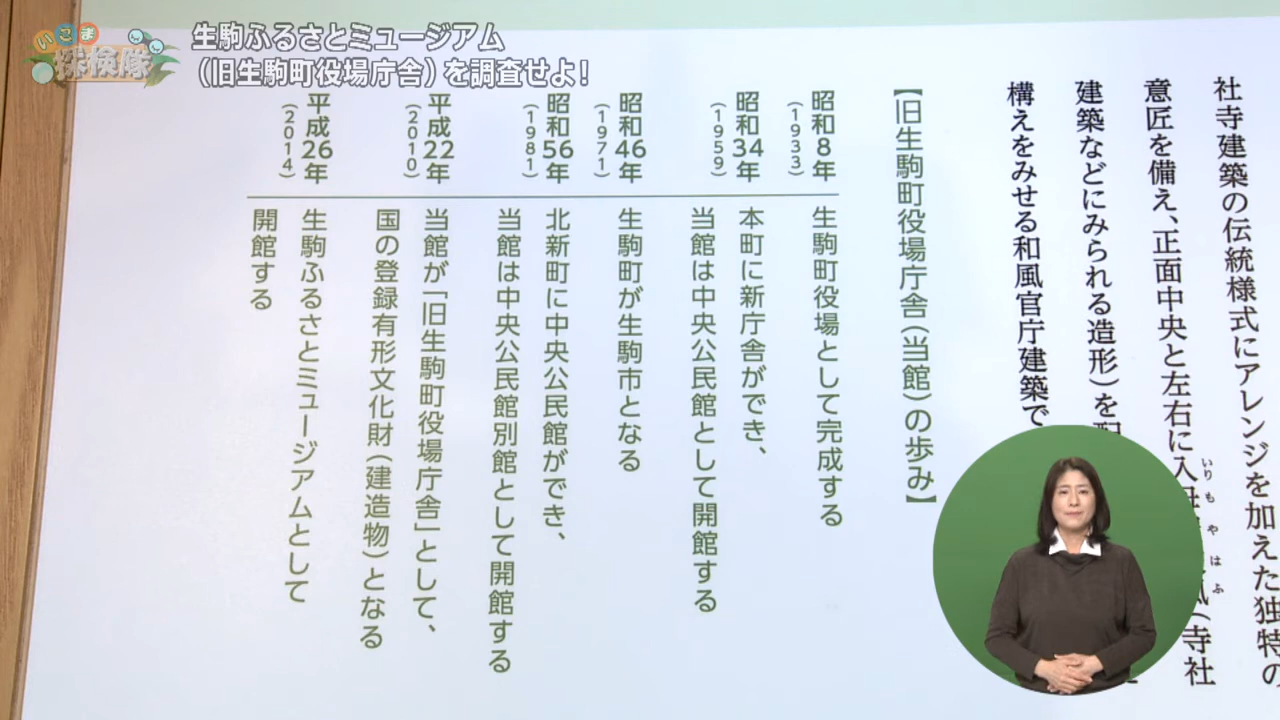 いこま
探検隊
生駒ふるさとミュージアム
(旧生駒町役場庁舎)を調査せよ!
社寺建築の伝統様式にアレンジを加えた独特の
意匠を備え、正面中央と左右に入
いりもやはふ
(寺社
建築などにみられる造形)を
構えをみせる和風官庁建築で
【旧生駒町役場庁舎(当館)の歩み】
昭和8年
(1933)
生駒町役場として完成する
昭和34年
(1959)
本町に新庁舎ができ、
当館は中央公民館として開館する
昭和46年
(1971)
生駒町が生駒市となる
昭和56年
(1981)
北新町に中央公民館ができ、
当館は中央公民館別館として開館する
平成22年
(2010)
当館が「旧生駒町役場庁舎」として、
国の登録有形文化財(建造物)となる
平成26年
(2014)
生駒ふるさとミュージアムとして
開館する